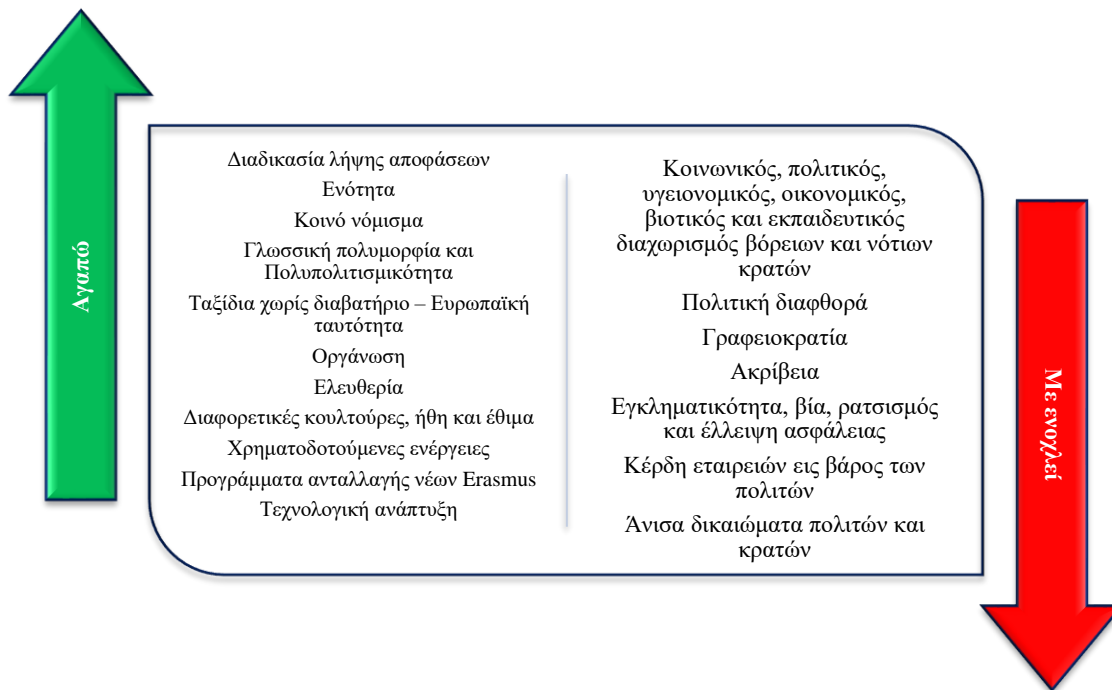 Αγαπώ
Διαδικασία λήψης αποφάσεων
Ενότητα
Κοινό νόμισμα
Γλωσσική πολυμορφία και
Πολυπολιτισμικότητα
Ταξίδια χωρίς διαβατήριο – Ευρωπαϊκή
ταυτότητα
Οργάνωση
Ελευθερία
Διαφορετικές κουλτούρες, ήθη και έθιμα
Χρηματοδοτούμενες ενέργειες
Προγράμματα ανταλλαγής νέων Erasmus
Τεχνολογική ανάπτυξη
Κοινωνικός, πολιτικός,
υγειονομικός, οικονομικός,
βιοτικός και εκπαιδευτικός
διαχωρισμός βόρειων και νότιων
κρατών
Πολιτική διαφθορά
Γραφειοκρατία
Ακρίβεια
Εγκληματικότητα, βία, ρατσισμός
και έλλειψη ασφάλειας
Κέρδη εταιρειών εις βάρος των
πολιτών
Άνισα δικαιώματα πολιτών και
κρατών
Με ενοχλεί